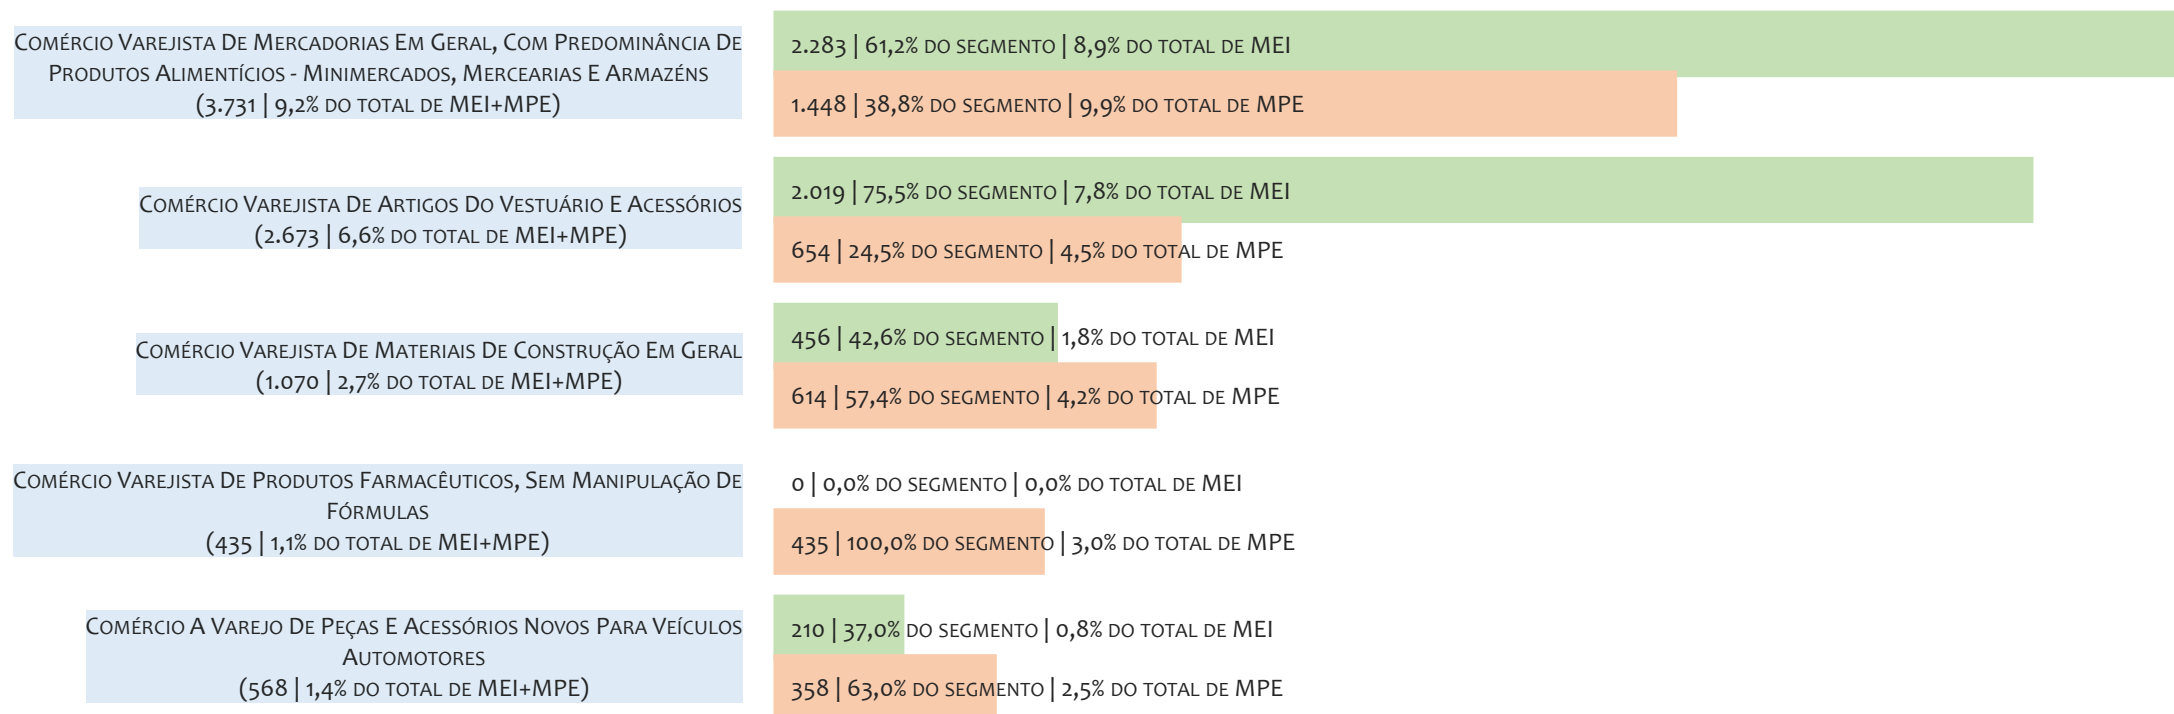 Comércio Varejista De Mercadorias Em Geral, Com Predominância De
Produtos Alimentícios - Minimercados, Mercearias E Armazéns
(3.731 | 9,2% do total de MEI+MPE)
2.283 | 61,2% do segmento | 8,9% do total de MEI
1.448 | 38,8% do segmento | 9,9% do total de MPE
Comércio Varejista De Artigos Do Vestuário E Acessórios
(2.673 | 6,6% do total de MEI+MPE)
2.019 | 75,5% do segmento | 7,8% do total de MEI
654 | 24,5% do segmento | 4,5% do total de MPE
Comércio Varejista De Materiais De Construção Em Geral
(1.070 | 2,7% do total de MEI+MPE)
456 | 42,6% do segmento | 1,8% do total de MEI
614 | 57,4% do segmento | 4,2% do total de MPE
Comércio Varejista De Produtos Farmacêuticos, Sem Manipulação De
Fórmulas
(435 | 1,1% do total de MEI+MPE)
0 | 0,0% do segmento | 0,0% do total de MEI
435 | 100,0% do segmento | 3,0% do total de MPE
Comércio A Varejo De Peças E Acessórios Novos Para Veículos
Automotores
(568 | 1,4% do total de MEI+MPE)
210 | 37,0% do segmento | 0,8% do total de MEI
358 | 63,0% do segmento | 2,5% do total de MPE